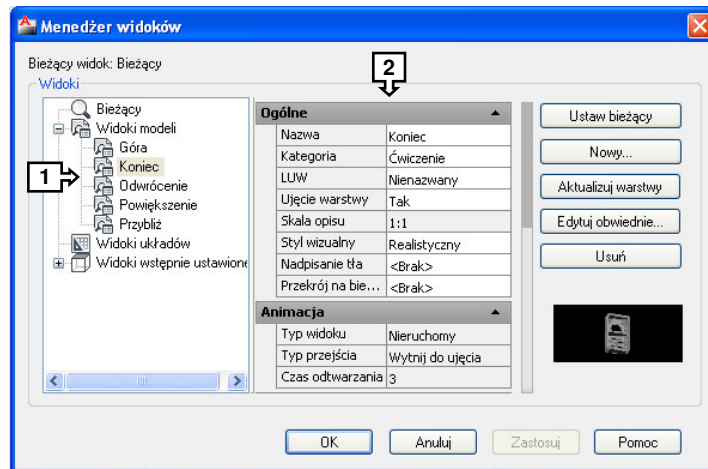 Menedżer widoków
Bieżący widok: Bieżący
Widoki
Bieżący
Widoki modeli
Góra
Koniec
Odwrócenie
Powiększenie
Przybliż
Widoki układów
Widoki wstępnie ustawione
1
2
Ogólne
Nazwa Koniec
Kategoria Ćwiczenie
LUW Nienazwany
Ujęcie warstwy Tak
Skala opisu 1:1
Styl wizualny Realistyczny
Nadpisanie tła <Brak>
Przekrój na bie... <Brak>
Animacja
Typ widoku Nieruchomy
Typ przejścia Wytnij do ujęcia
Czas odtwarzania 3
Ustaw bieżący
Nowy...
Aktualizuj warstwy
Edytuj obwiednie...
Usuń
OK Anuluj Zastosuj Pomoc